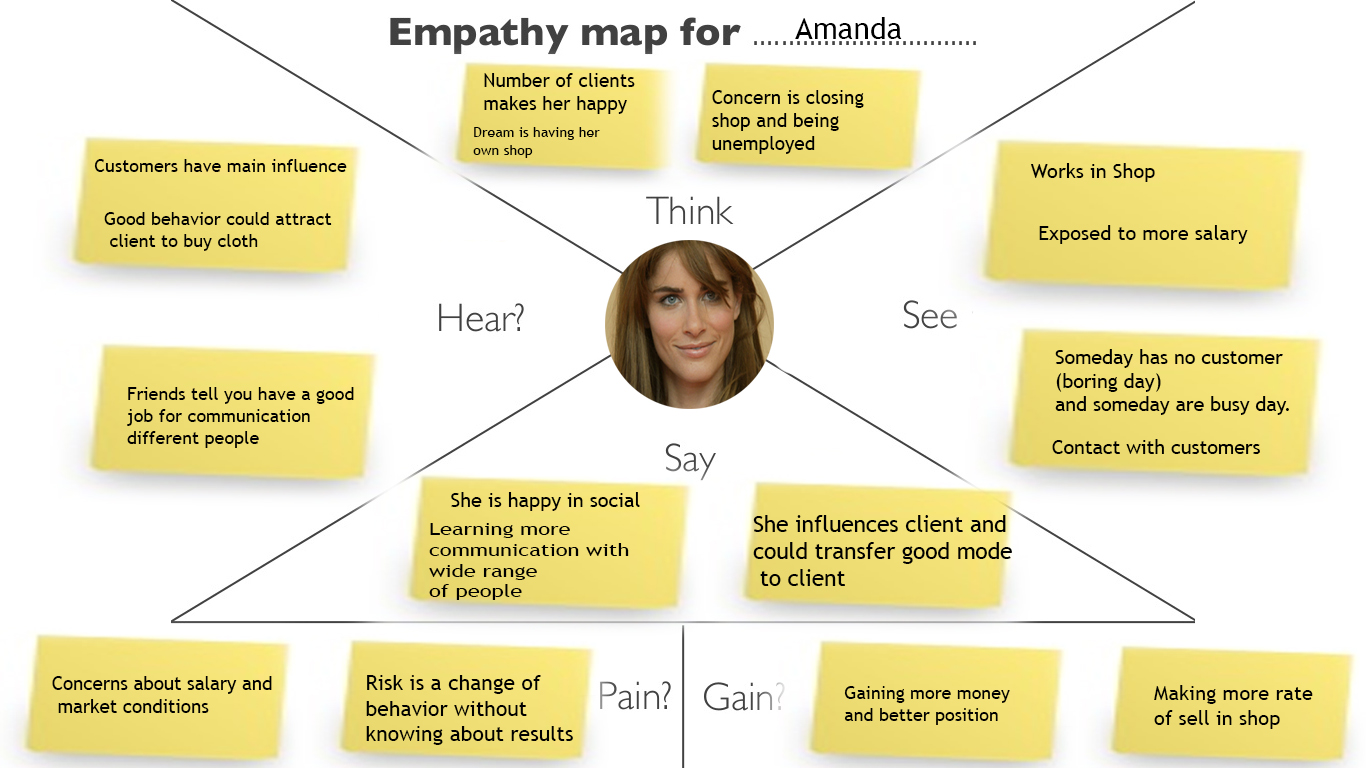 Empathy map for ............................
Amanda
Number of clients
makes her happy
Dream is having her
own shop
Concern is closing
shop and being
unemployed
Think
Customers have main influence
Good behavior could attract
client to buy cloth
Hear?
Friends tell you have a good
job for communication
different people
Works in Shop
Exposed to more salary
See
Someday has no customer
(boring day)
and someday are busy day.
Contact with customers
Say
She is happy in social
Learning more
communication with
wide range
of people
She influences client and
could transfer good mode
to client
Concerns about salary and
market conditions
Risk is a change of
behavior without
knowing about results
Pain?
Gain?
Gaining more money
and better position
Making more rate
of sell in shop